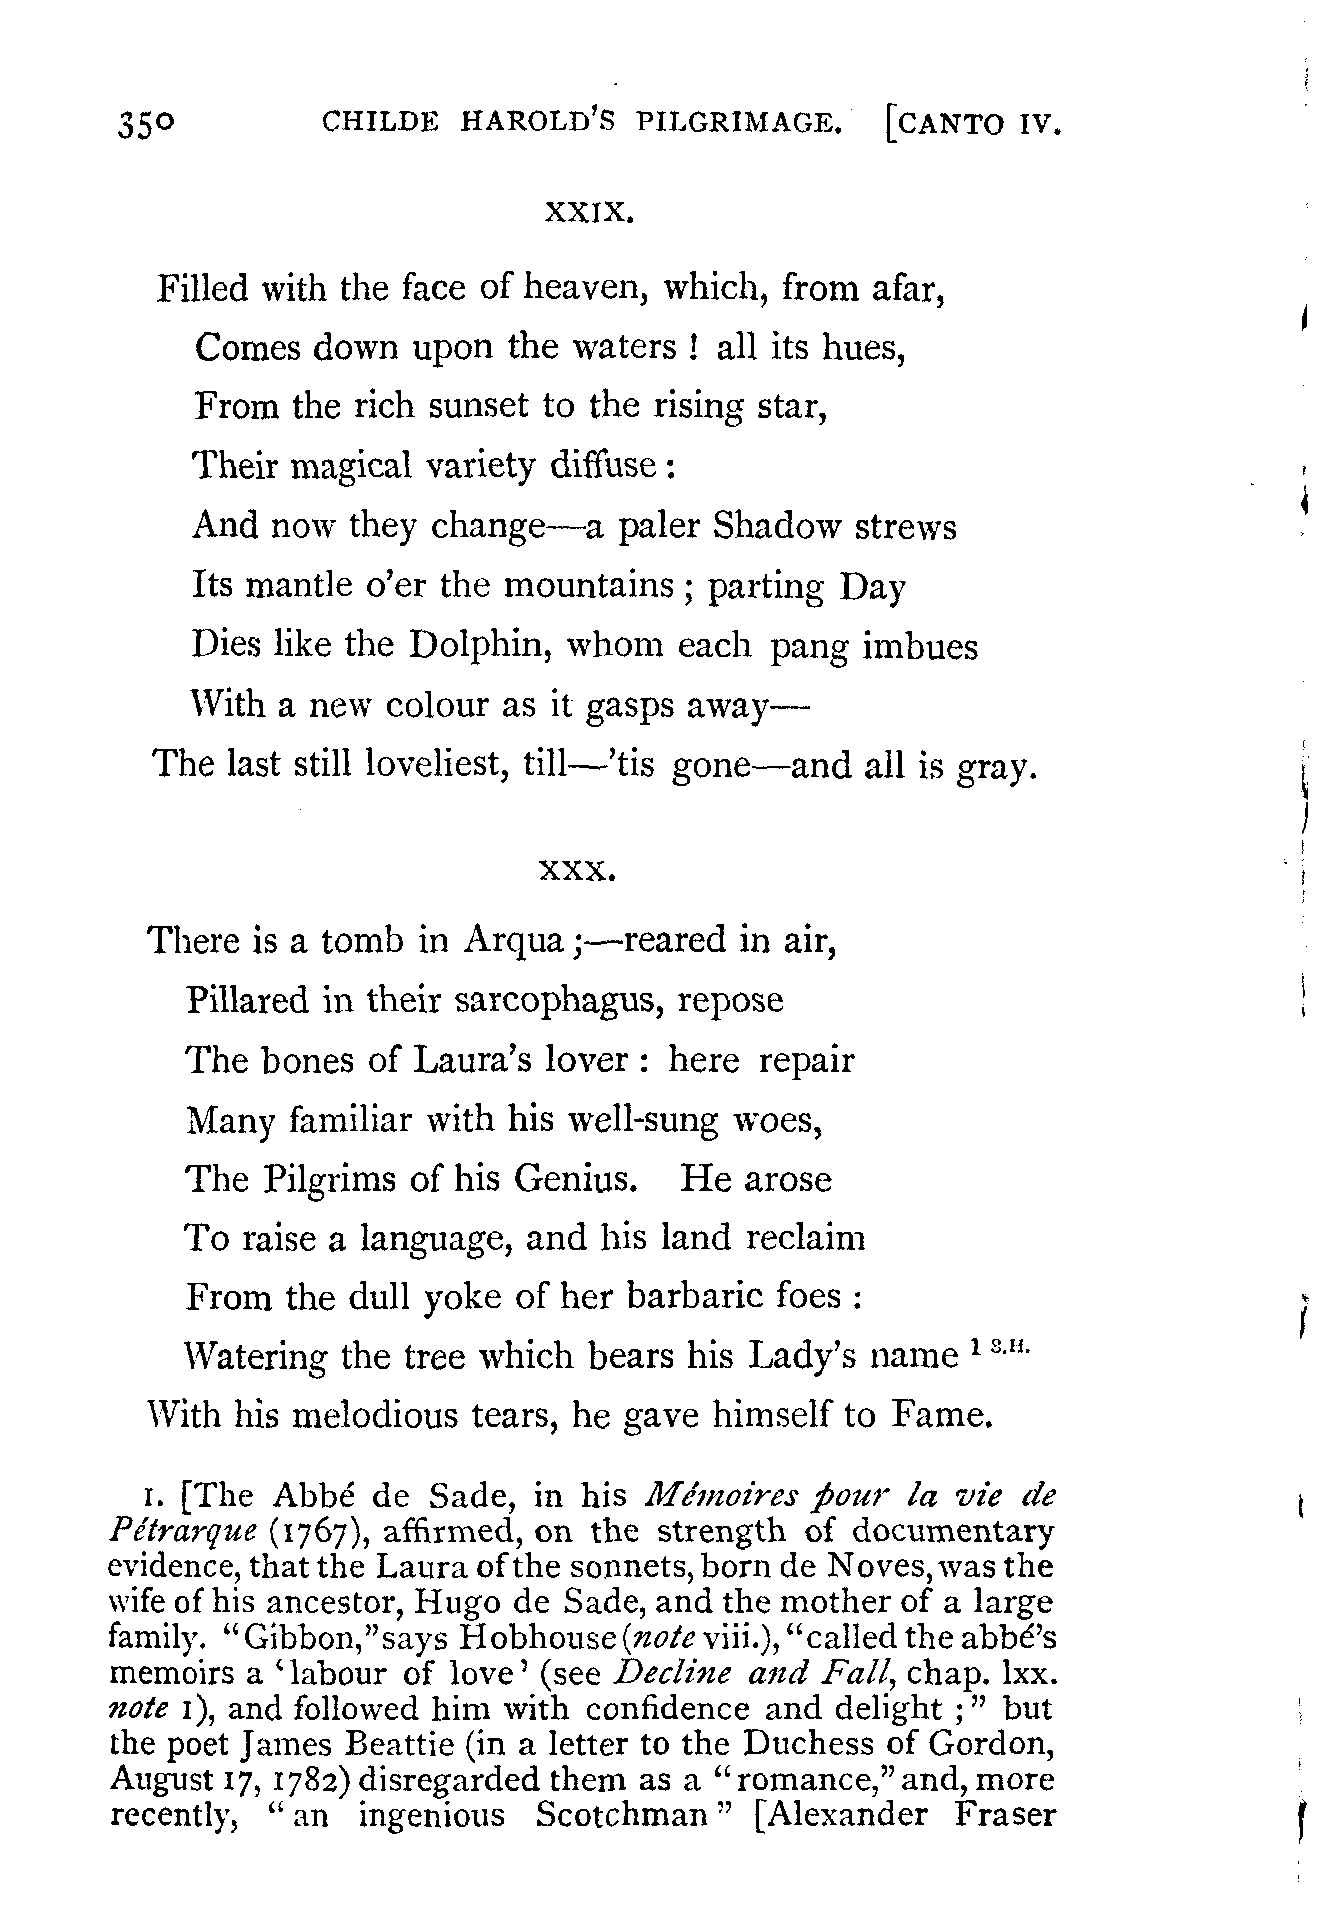 350 CHILDE HAROLD'S PILGRIMAGE. [CANTO IV.
XXIX.
Filled with the face of heaven, which, from afar,
Comes down upon the waters ! all its hues,
From the rich sunset to the rising star,
Their magical variety diffuse :
And now they change—a paler Shadow strews
Its mantle o'er the mountains ; parting Day
Dies like the Dolphin, whom each pang imbues
With a new colour as it gasps away—
The last still loveliest, till—'tis gone—and all is gray.
XXX.
There is a tomb in Arqua ;—reared in air,
Pillared in their sarcophagus, repose
The bones of Laura's lover : here repair
Many familiar with his well-sung woes,
The Pilgrims of his Genius. He arose
To raise a language, and his land reclaim
From the dull yoke of her barbaric foes :
Watering the tree which bears his Lady's name 1 8.H.
With his melodious tears, he gave himself to Fame.
1. [The Abbé de Sade, in his Mémoires pour la vie de
Pétrarque (1767), affirmed, on the strength of documentary
evidence, that the Laura of the sonnets, born de Noves, was the
wife of his ancestor, Hugo de Sade, and the mother of a large
family. "Gibbon," says Hobhouse (note viii.), "called the abbé's
memoirs a 'labour of love' (see Decline and Fall, chap. lxx.
note 1), and followed him with confidence and delight ;" but
the poet James Beattie (in a letter to the Duchess of Gordon,
August 17, 1782) disregarded them as a "romance," and, more
recently, "an ingenious Scotchman" [Alexander Fraser